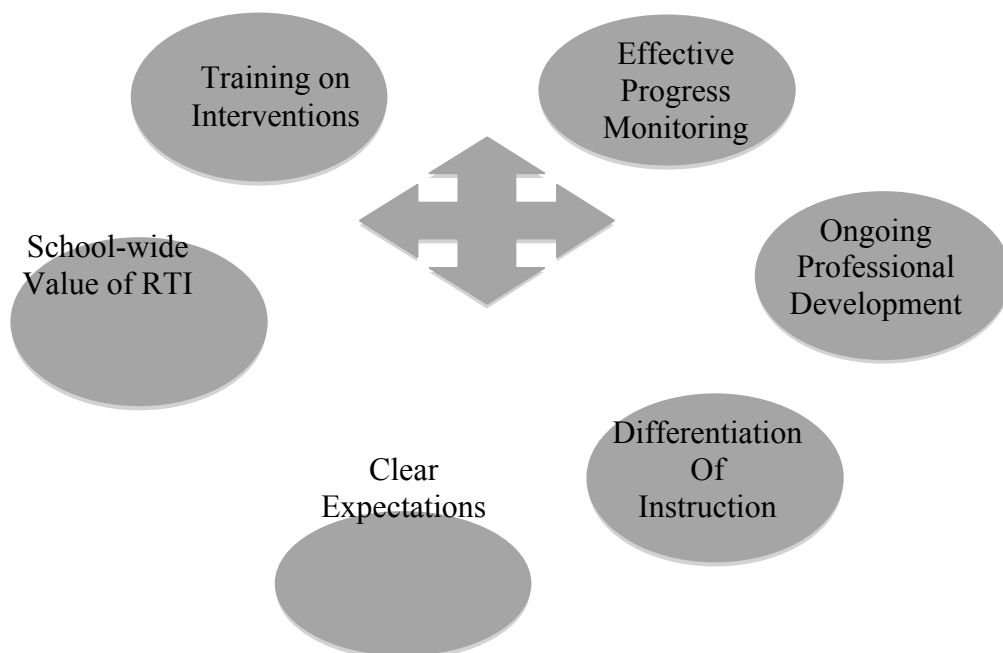 Training on
Interventions
Effective
Progress
Monitoring
School-wide
Value of RTI
Ongoing
Professional
Development
Clear
Expectations
Differentiation
Of
Instruction